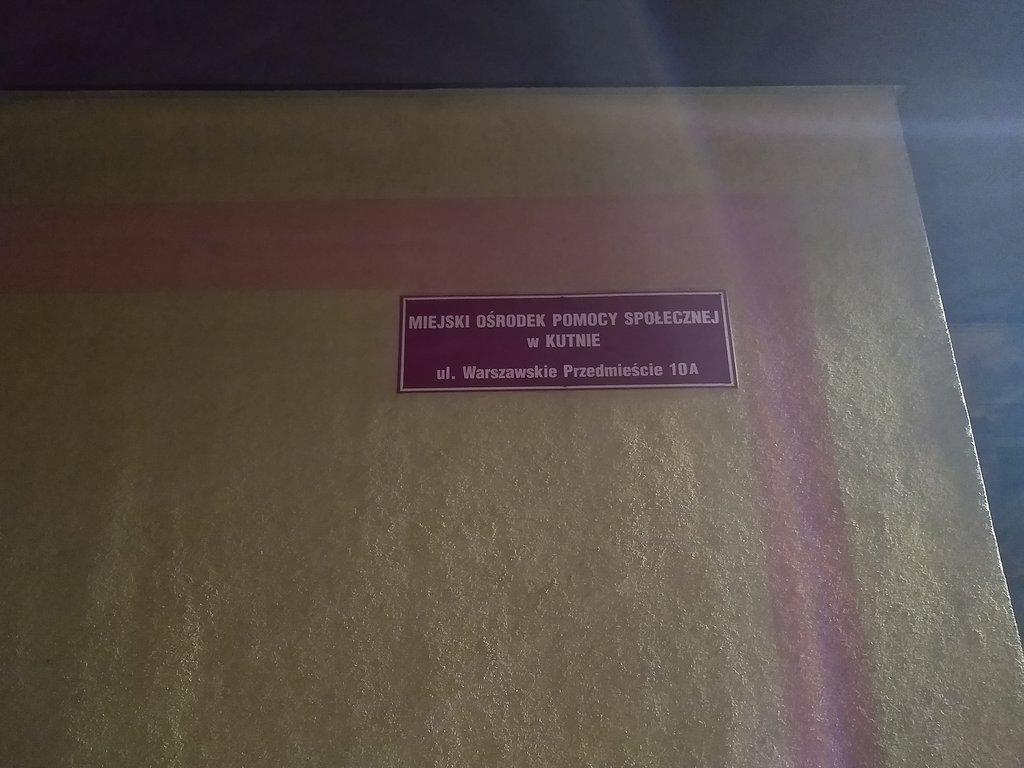 MIEJSKI OŚRODEK POMOCY SPOŁECZNEJ
w KUTNIE
ul. Warszawskie Przedmieście 10A